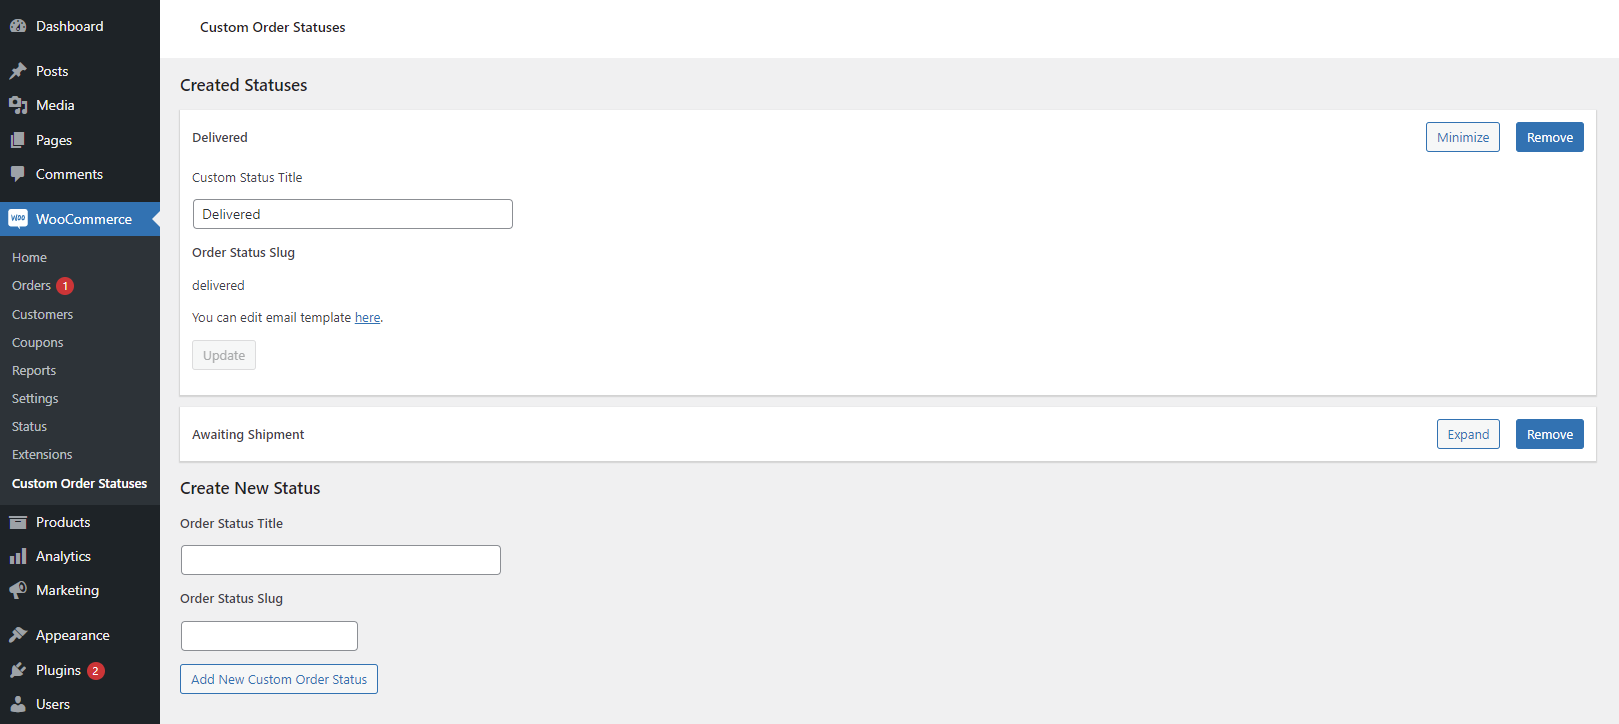 Dashboard
Posts
Media
Pages
Comments
WOO WooCommerce
Home
Orders 1
Customers
Coupons
Reports
Settings
Status
Extensions
Custom Order Statuses
Products
Analytics
Marketing
Appearance
Plugins 2
Users
Custom Order Statuses
Created Statuses
Delivered Minimize Remove
Custom Status Title
Delivered
Order Status Slug
delivered
You can edit email template here.
Update
Awaiting Shipment Expand Remove
Create New Status
Order Status Title
Order Status Slug
Add New Custom Order Status